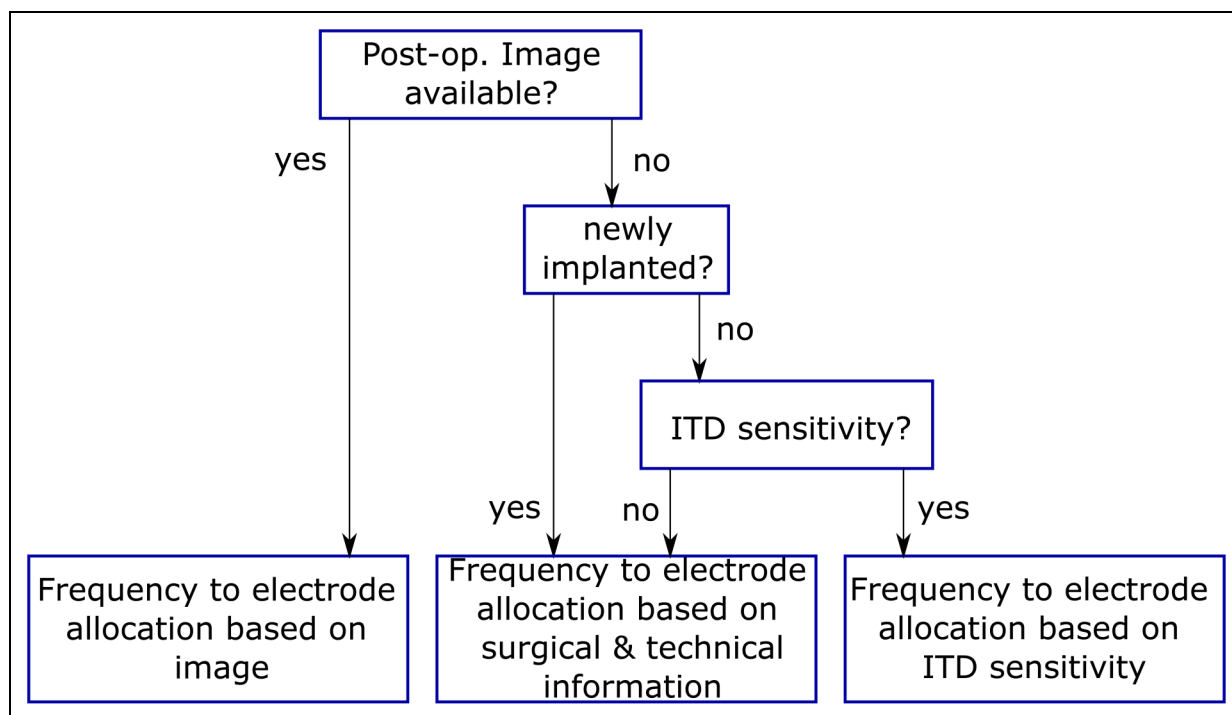 Post-op. Image
available?
yes
no
newly
implanted?
no
ITD sensitivity?
yes
no
yes
Frequency to electrode
allocation based on
image
Frequency to electrode
allocation based on
surgical & technical
information
Frequency to electrode
allocation based on
ITD sensitivity